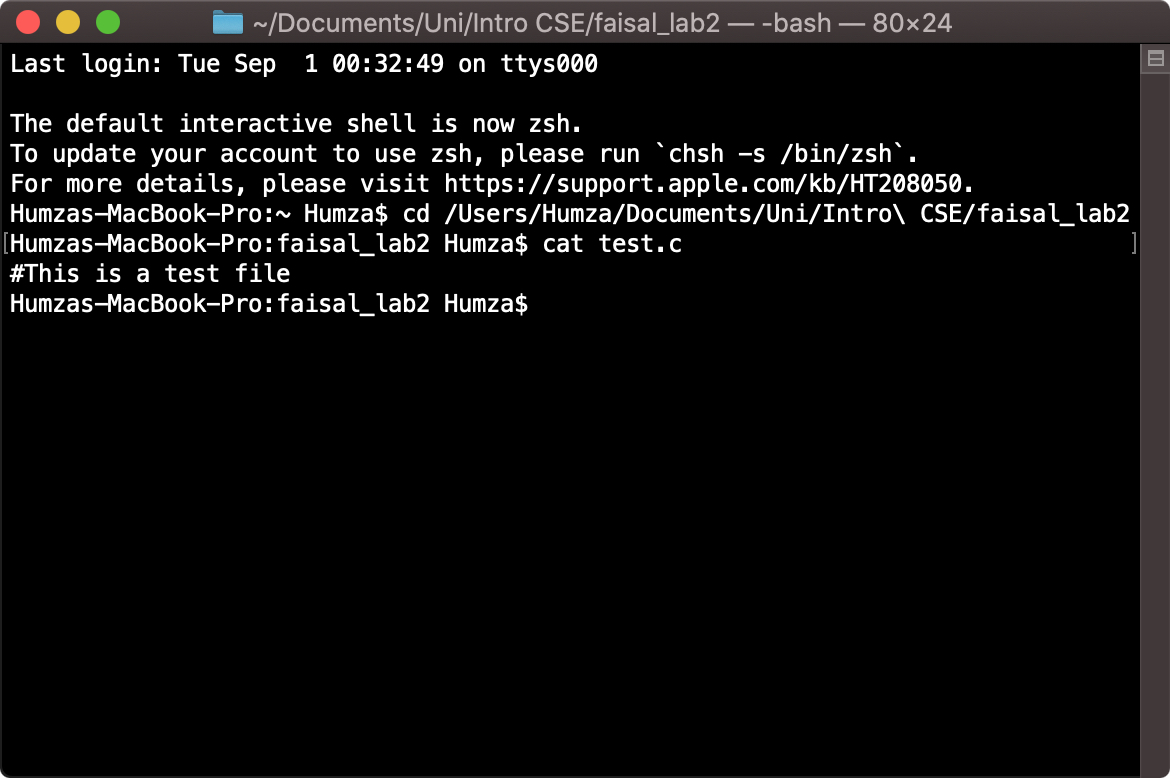 ~/Documents/Uni/Intro CSE/faisal_lab2 — -bash — 80×24
Last login: Tue Sep  1 00:32:49 on ttys000
The default interactive shell is now zsh.
To update your account to use zsh, please run `chsh -s /bin/zsh`.
For more details, please visit https://support.apple.com/kb/HT208050.
Humzas-MacBook-Pro:~ Humza$ cd /Users/Humza/Documents/Uni/Intro\ CSE/faisal_lab2
[Humzas-MacBook-Pro:faisal_lab2 Humza$ cat test.c ]
#This is a test file
Humzas-MacBook-Pro:faisal_lab2 Humza$